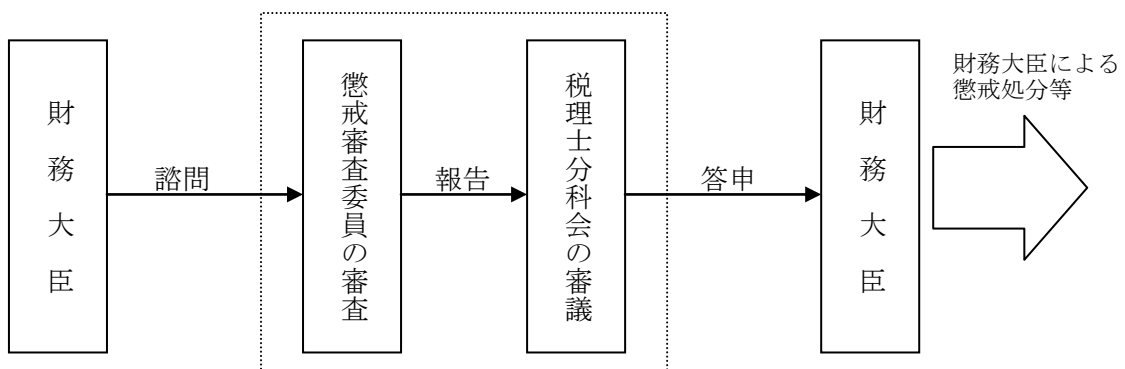 財務大臣
諮問
懲戒審査委員の審査
報告
税理士分科会の審議
答申
財務大臣
財務大臣による
懲戒処分等